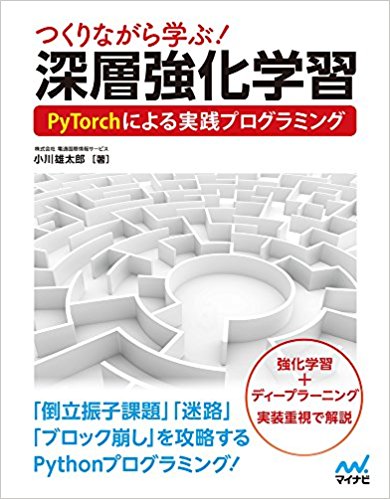 つくりながら学ぶ!
深層強化学習
PyTorchによる実践プログラミング
株式会社 電通国際情報サービス
小川雄太郎 [著]
強化学習
+
ディープラーニング
実装重視で解説
「倒立振子課題」「迷路」
「ブロック崩し」を攻略する
Pythonプログラミング!
マイナビ